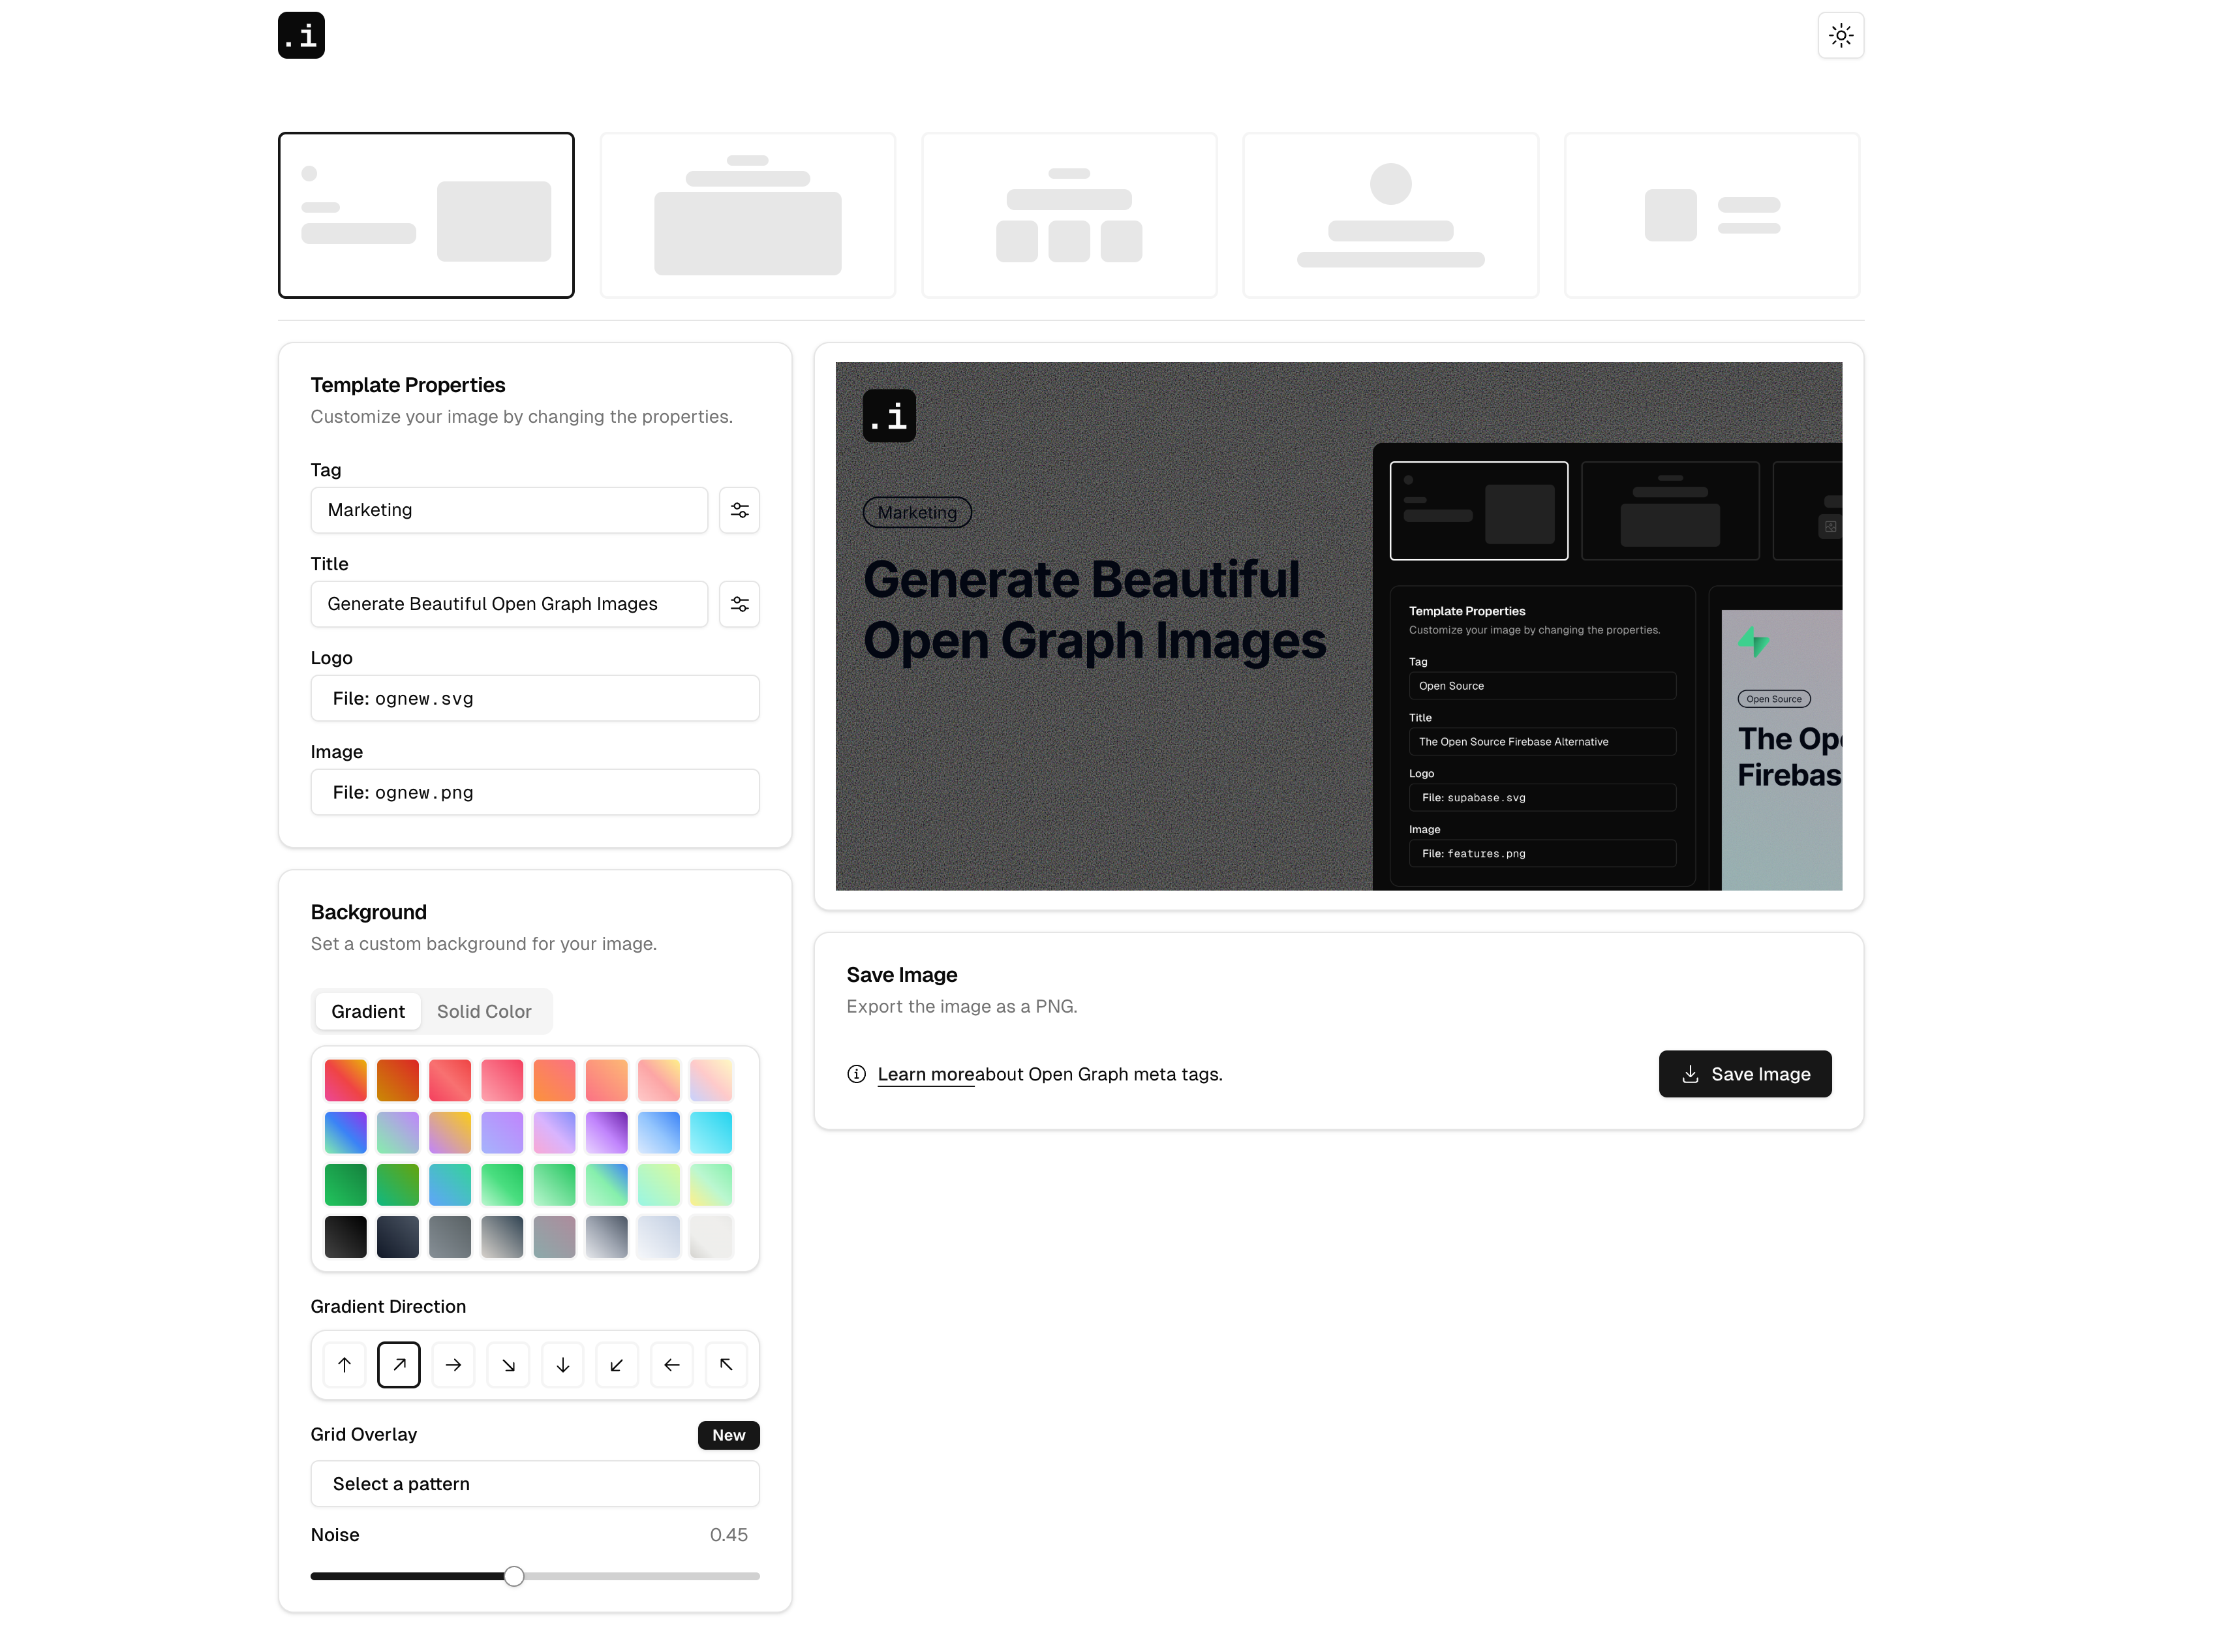 .i
Template Properties
Customize your image by changing the properties.
Tag
Marketing
Title
Generate Beautiful Open Graph Images
Logo
File: ognew.svg
Image
File: ognew.png
Background
Set a custom background for your image.
Gradient
Solid Color
Gradient Direction
Grid Overlay
New
Select a pattern
Noise
0.45
.i
Marketing
Generate Beautiful
Open Graph Images
Template Properties
Customize your image by changing the properties.
Tag
Open Source
Title
The Open Source Firebase Alternative
Logo
File: supabase.svg
Image
File: features.png
Open Source
The Op
Firebas
Save Image
Export the image as a PNG.
Learn moreabout Open Graph meta tags.
Save Image